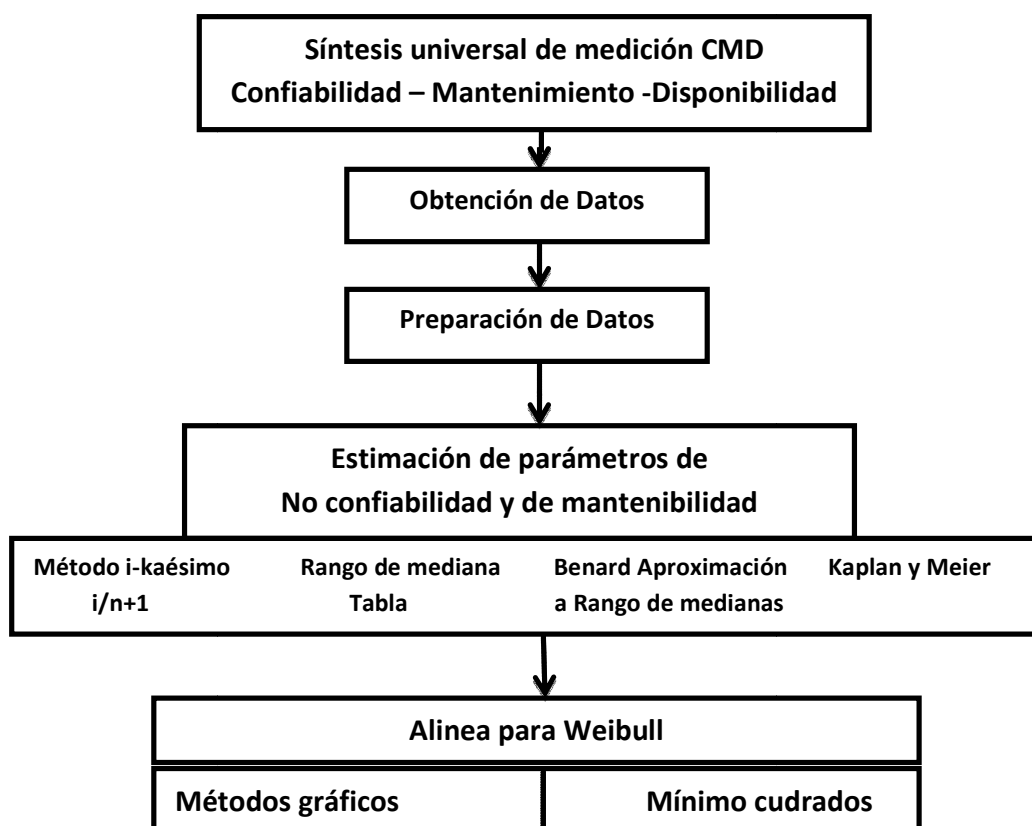 Síntesis universal de medición CMD
Confiabilidad – Mantenimiento -Disponibilidad
Obtención de Datos
Preparación de Datos
Estimación de parámetros de
No confiabilidad y de mantenibilidad
Método i-kaésimo
i/n+1
Rango de mediana
Tabla
Benard Aproximación
a Rango de medianas
Kaplan y Meier
Alinea para Weibull
Métodos gráficos
Mínimo cudrados